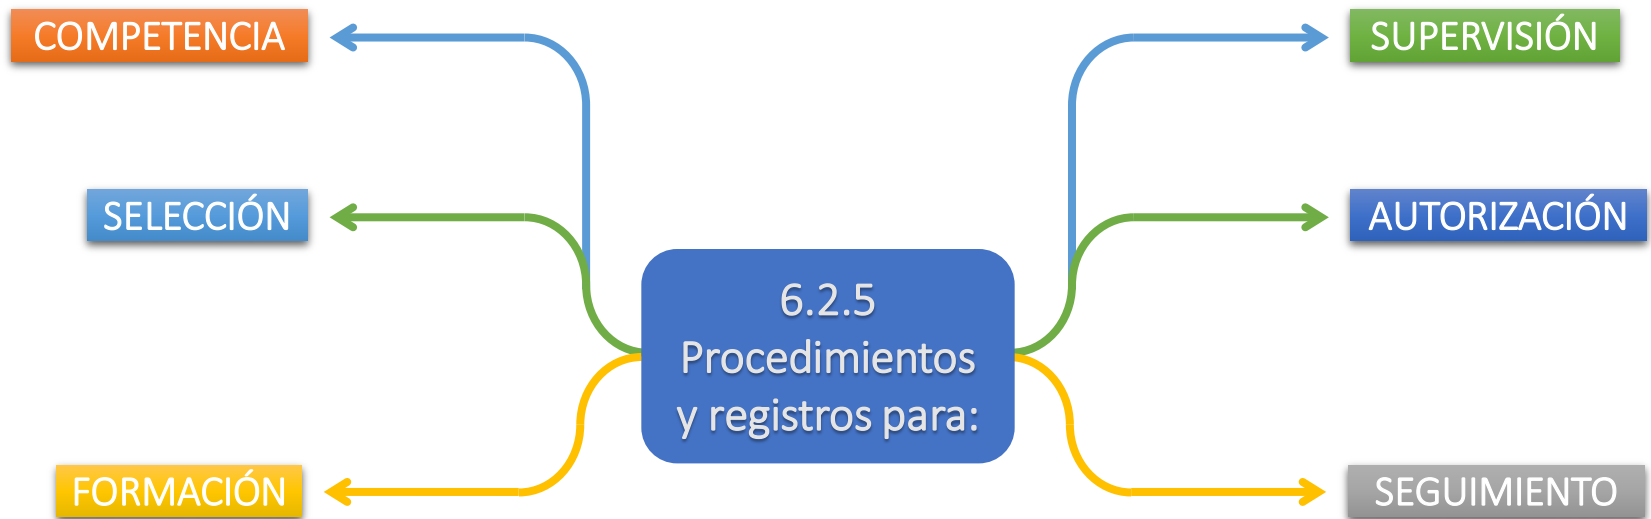 COMPETENCIA
SUPERVISIÓN
SELECCIÓN
AUTORIZACIÓN
6.2.5
Procedimientos
y registros para:
FORMACIÓN
SEGUIMIENTO